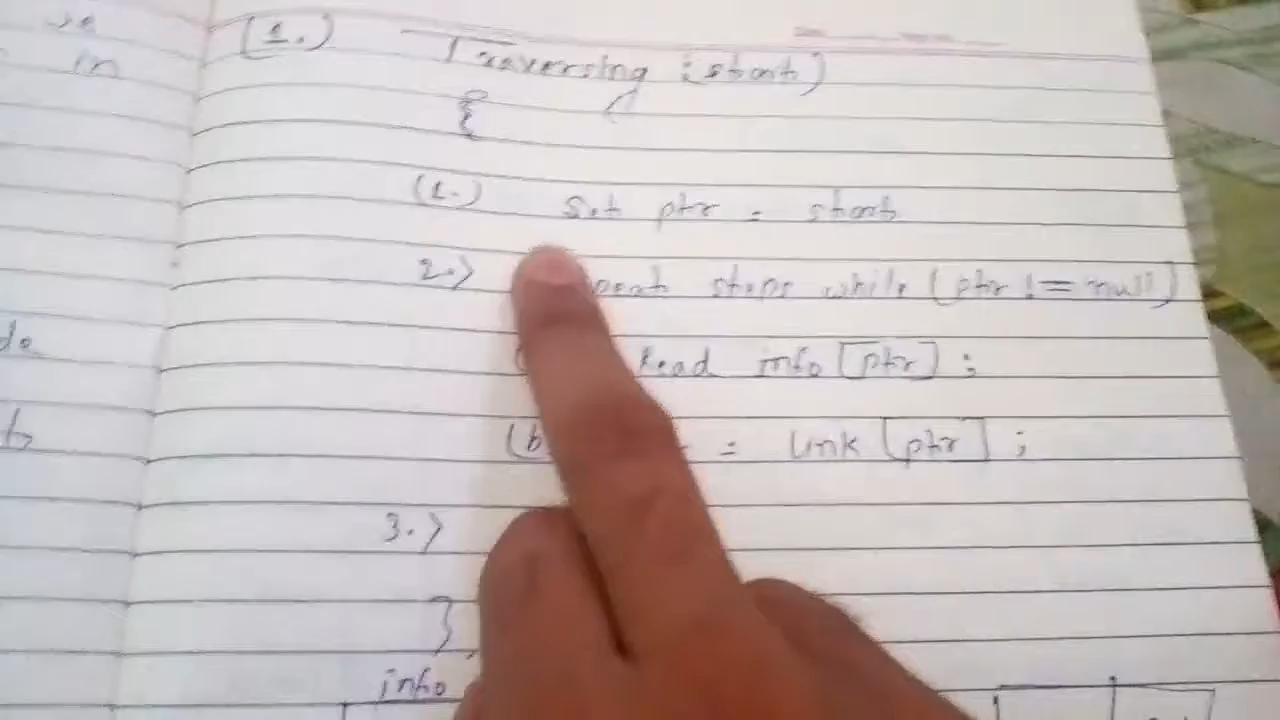 in
(1.) Traversing (start)
{
(1.) Set ptr = start
2.) steps while (ptr != null)
Read info [ptr] ;
(b = link [ptr] ;
3.)
}
info